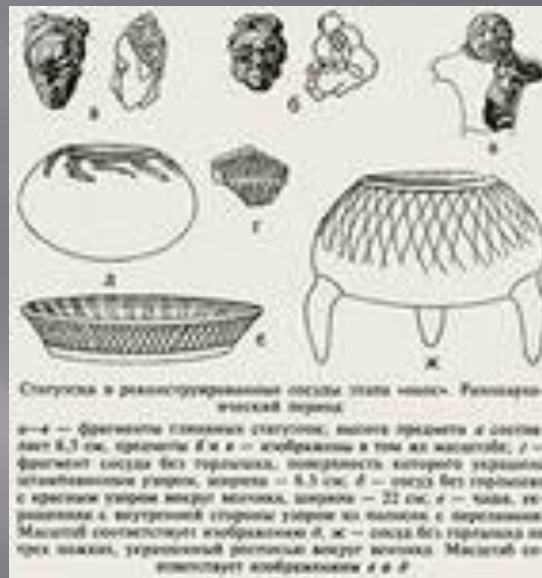 а
б
в
д
г
е
ж
Статуэтки и реконструированные сосуды этапа
ический период
а—в — фрагменты глиняных статуэток; высота предмета а состав-
ляет 6,5 см, предметы б и в — изображены в том же масштабе; г —
фрагмент сосуда без горлышка, поверхность которого украшена
штампованным узором, ширина — 6,5 см; д — сосуд без горлышка
с красным узором вокруг венчика, ширина — 22 см; е — чаша, ук-
рашенная с внутренней стороны узором из полосок с
Масштаб соответствует изображению д, ж — сосуд без горлышка на
трех ножках, украшенный росписью вокруг венчика. Масштаб со-
ответствует изображениям